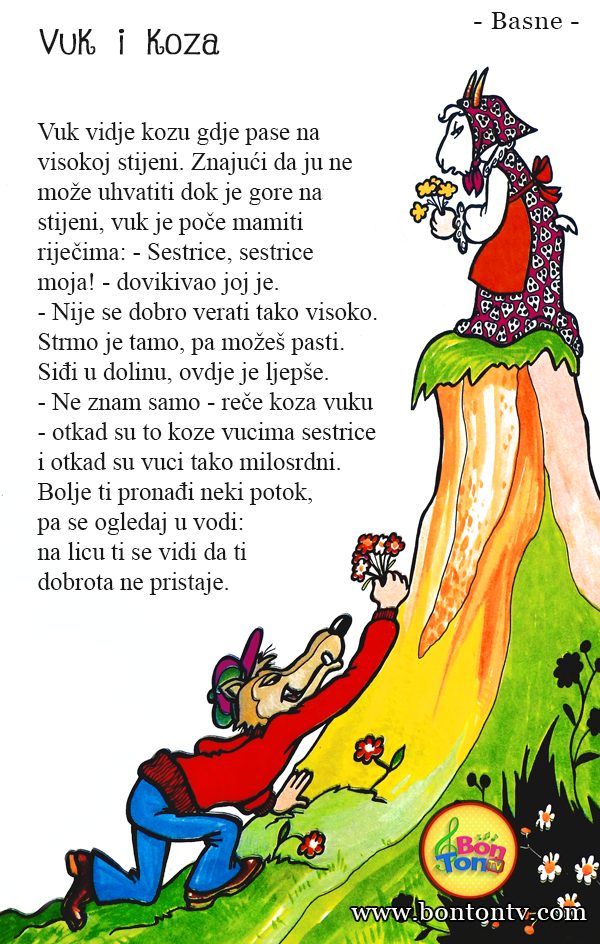 - Basne -
Vuk i koza
Vuk vidje kozu gdje pase na
visokoj stijeni. Znajući da ju ne
može uhvatiti dok je gore na
stijeni, vuk je poče mamiti
riječima: - Sestrice, sestrice
moja! - dovikivao joj je.
- Nije se dobro verati tako visoko.
Strmo je tamo, pa možeš pasti.
Siđi u dolinu, ovdje je ljepše.
- Ne znam samo - reče koza vuku
- otkad su to koze vucima sestrice
i otkad su vuci tako milosrdni.
Bolje ti pronađi neki potok,
pa se ogledaj u vodi:
na licu ti se vidi da ti
dobrota ne pristaje.
Bon
Ton
TV
www.bontontv.com